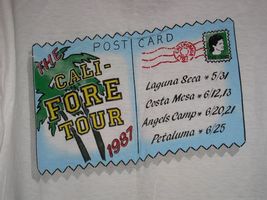 POST CARD
THE
CALI-
FORE
TOUR
1987
Laguna Seca * 5/31
Costa Mesa * 6/12,13
Angels Camp * 6/20,21
Petaluma * 6/25